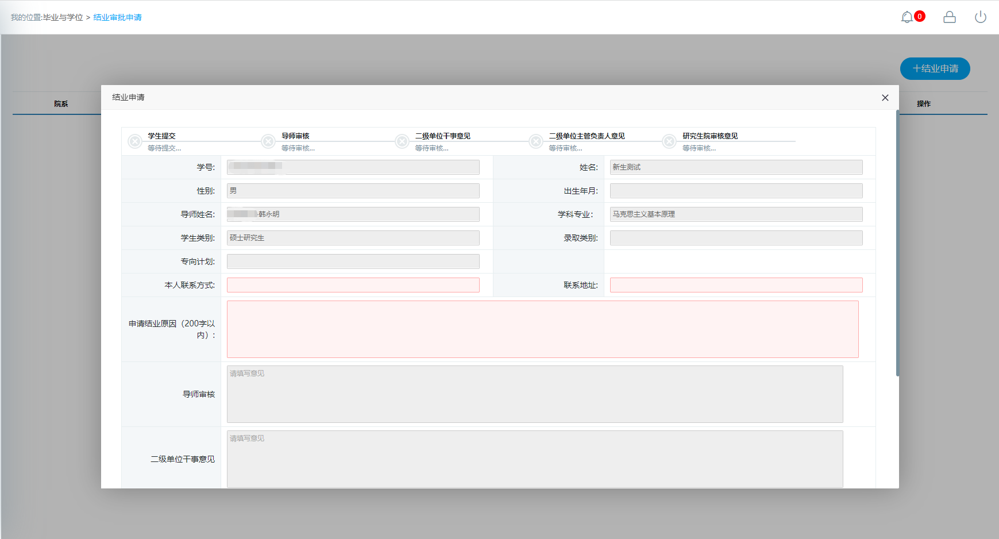 我的位置:毕业与学位 > 结业审批申请
0
十结业申请
院系
操作
结业申请
学生提交
等待提交...
导师审核
等待审核...
二级单位干事意见
等待审核...
二级单位主管负责人意见
等待审核...
研究生院审核意见
等待审核...
学号:
姓名: 新生测试
性别: 男
出生年月:
导师姓名: 韩永明
学科专业: 马克思主义基本原理
学生类别: 硕士研究生
录取类别:
专向计划:
本人联系方式:
联系地址:
申请结业原因（200字以
内）:
导师审核
请填写意见
二级单位干事意见
请填写意见